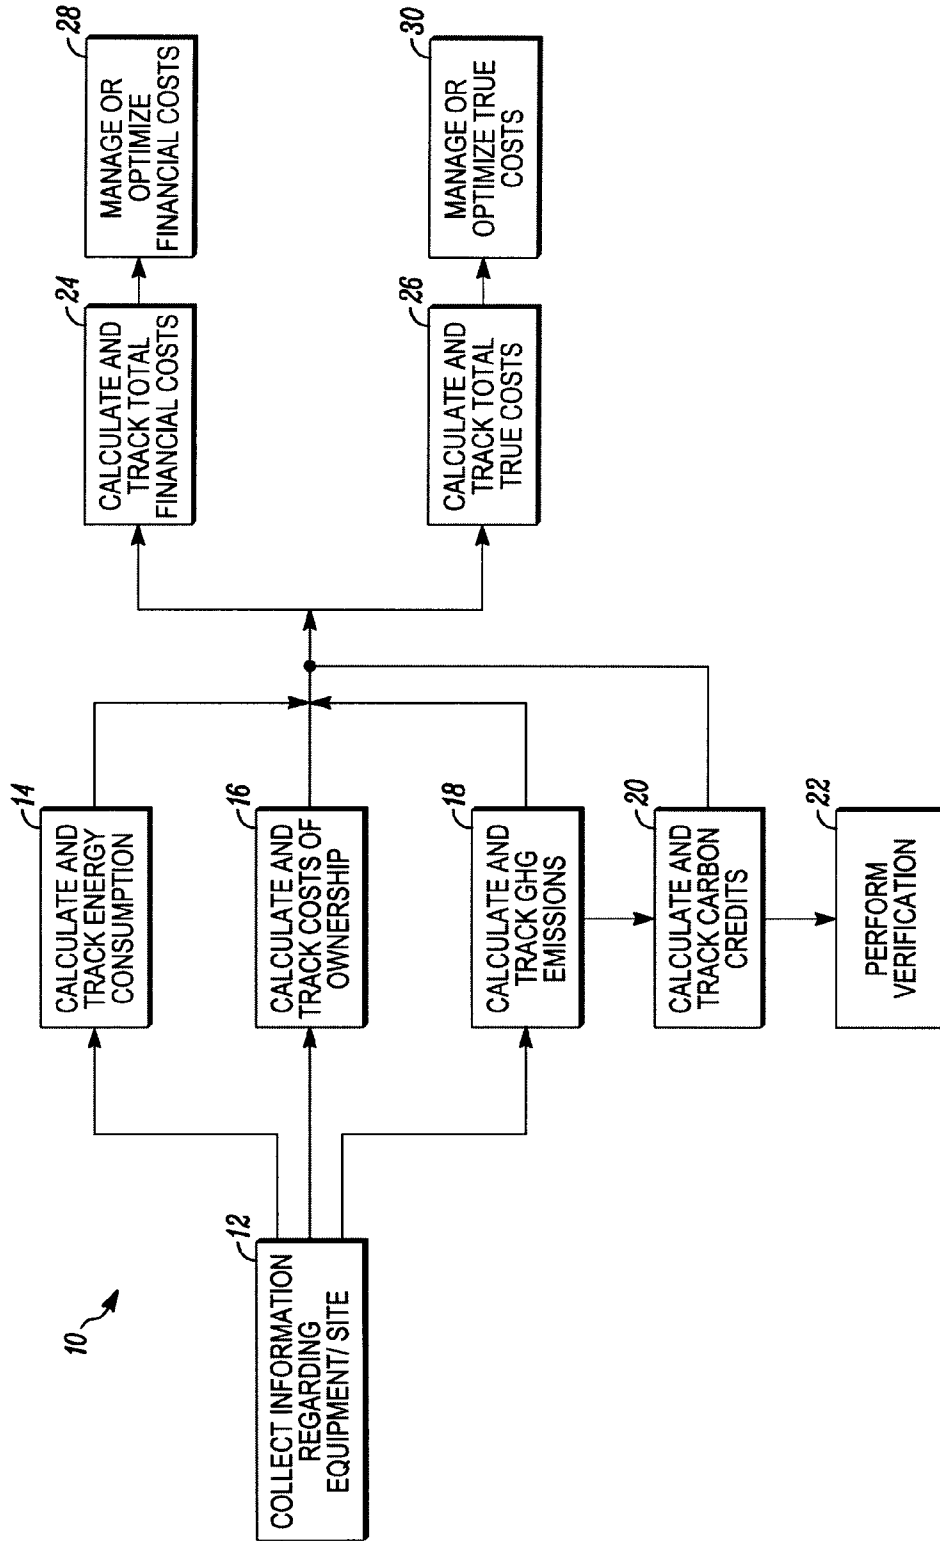 10
12
COLLECT INFORMATION
REGARDING
EQUIPMENT/ SITE
14
CALCULATE AND
TRACK ENERGY
CONSUMPTION
16
CALCULATE AND
TRACK COSTS OF
OWNERSHIP
18
CALCULATE AND
TRACK GHG
EMISSIONS
20
CALCULATE AND
TRACK CARBON
CREDITS
22
PERFORM
VERIFICATION
24
CALCULATE AND
TRACK TOTAL
FINANCIAL COSTS
26
CALCULATE AND
TRACK TOTAL
TRUE COSTS
28
MANAGE OR
OPTIMIZE
FINANCIAL COSTS
30
MANAGE OR
OPTIMIZE TRUE
COSTS